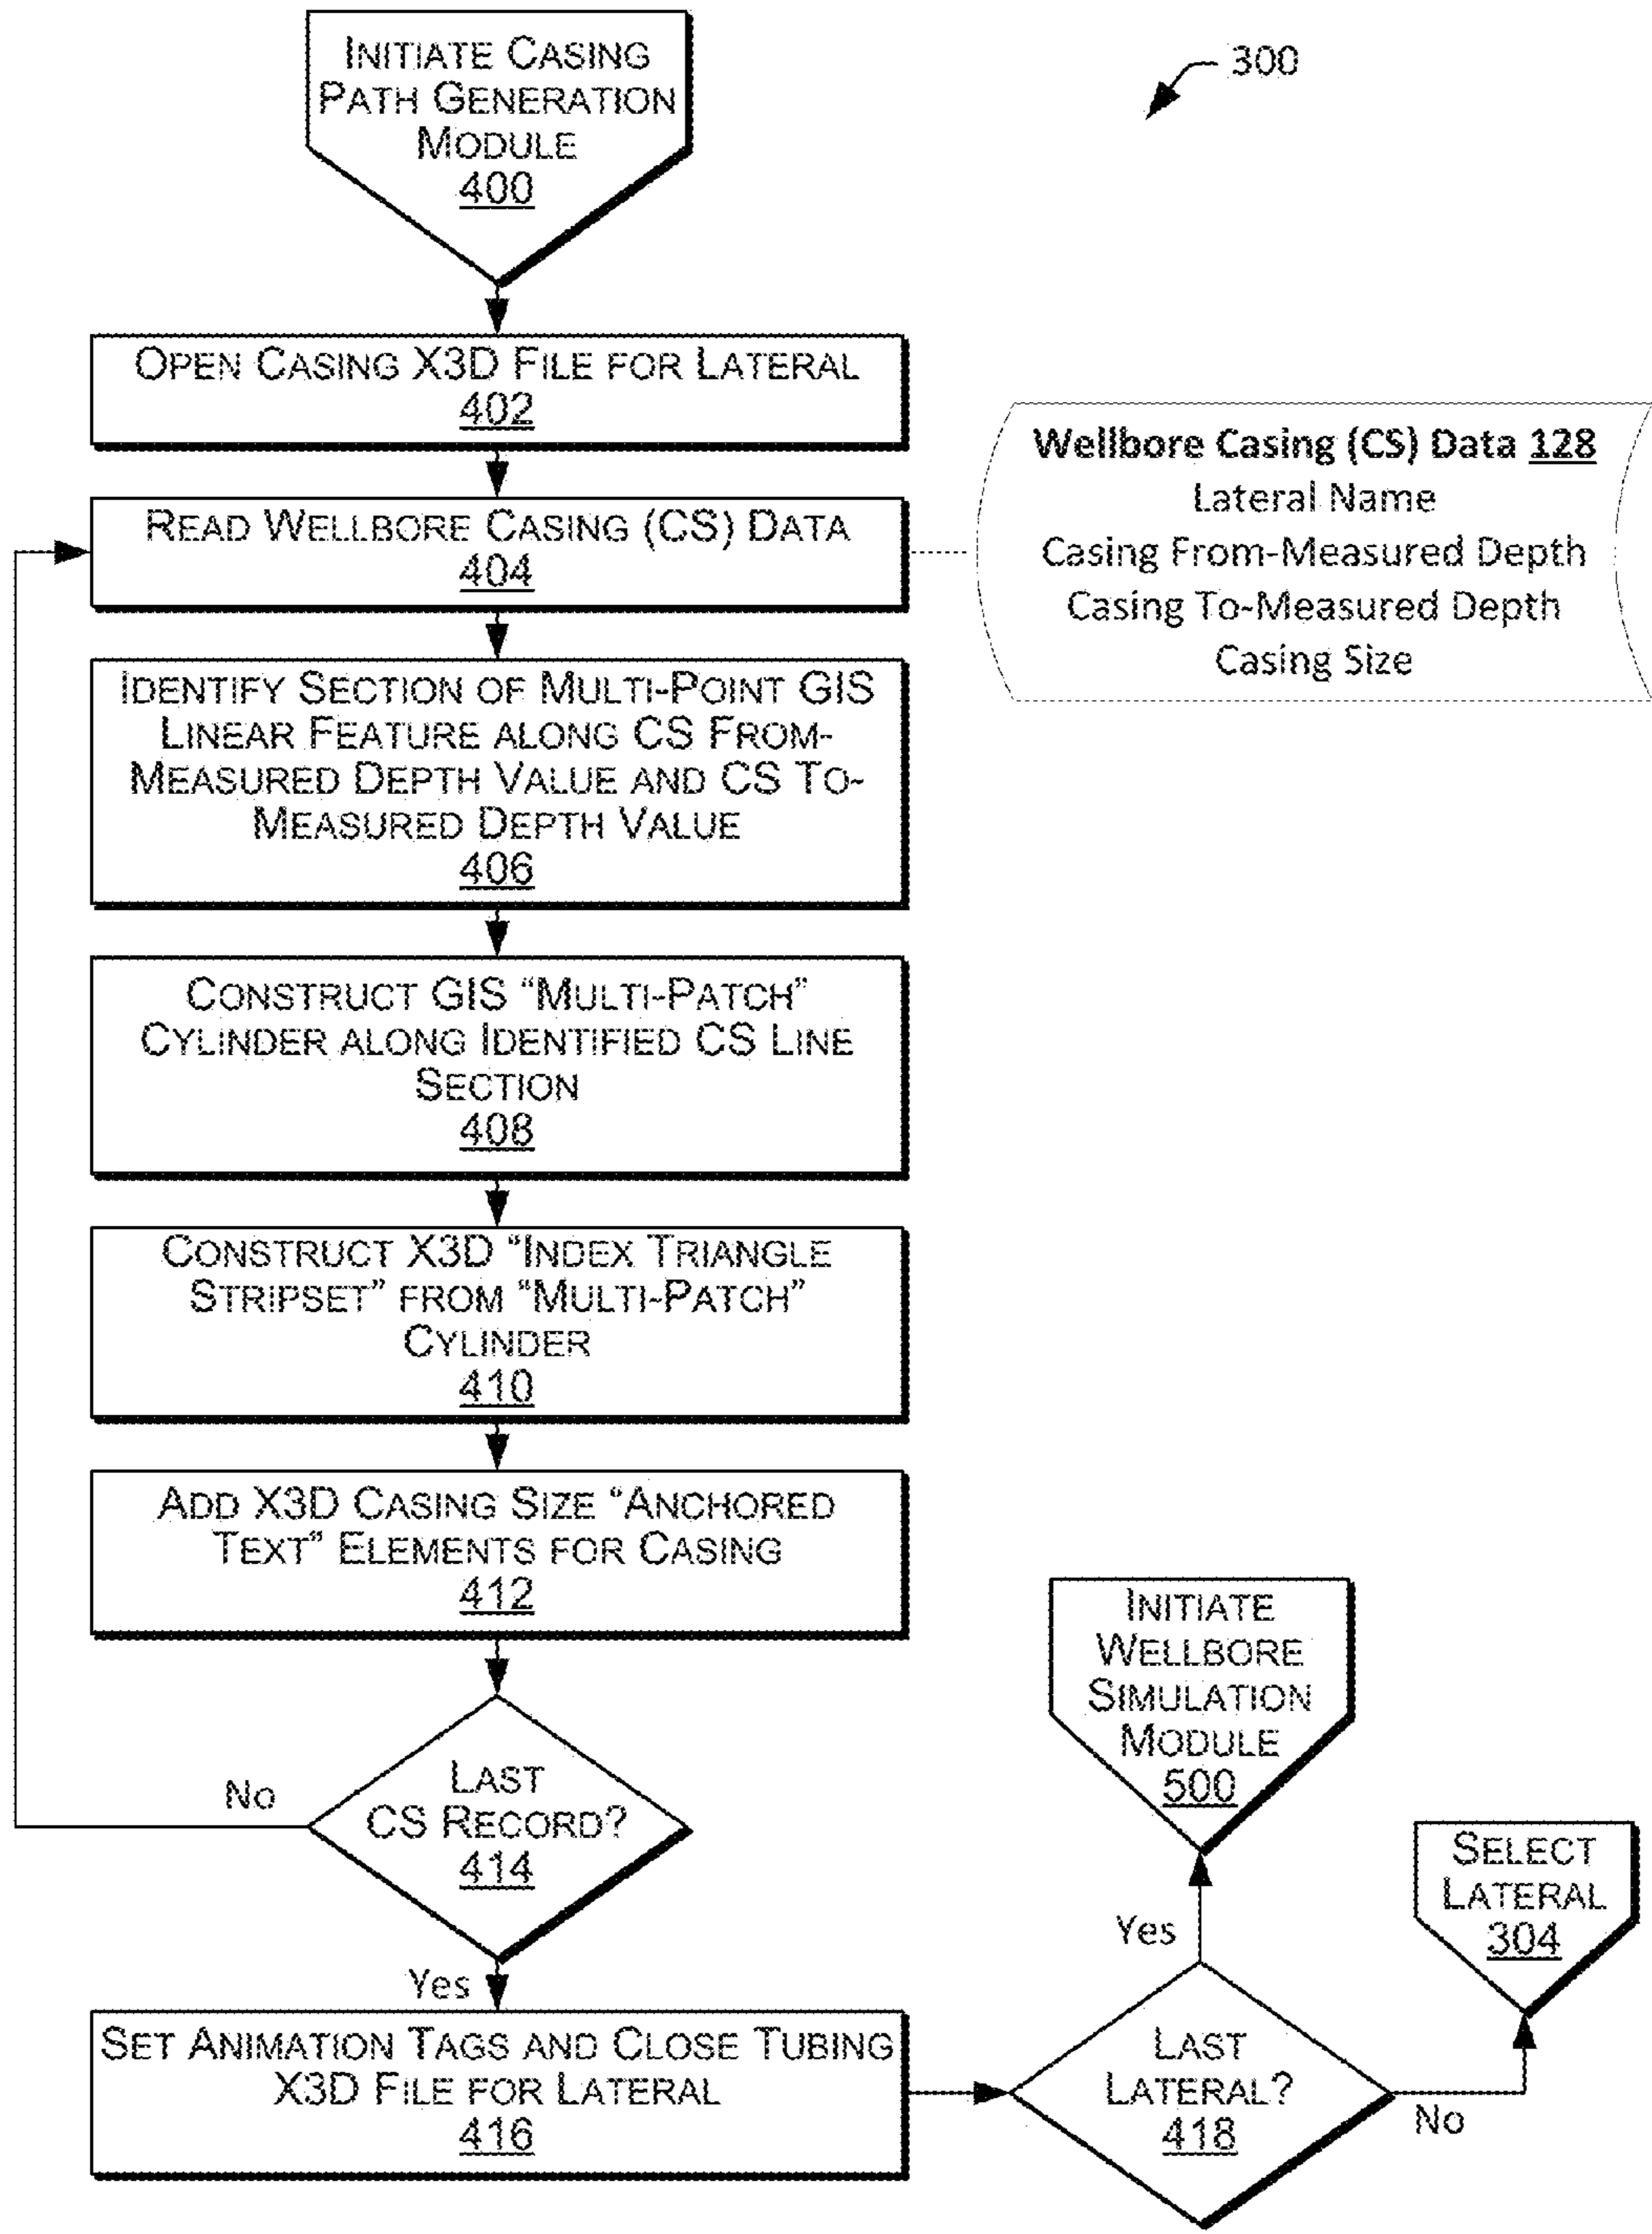 INITIATE CASING
PATH GENERATION
MODULE
400
300
OPEN CASING X3D FILE FOR LATERAL
402
READ WELLBORE CASING (CS) DATA
404
Wellbore Casing (CS) Data 128
Lateral Name
Casing From-Measured Depth
Casing To-Measured Depth
Casing Size
IDENTIFY SECTION OF MULTI-POINT GIS
LINEAR FEATURE ALONG CS FROM-
MEASURED DEPTH VALUE AND CS TO-
MEASURED DEPTH VALUE
406
CONSTRUCT GIS “MULTI-PATCH”
CYLINDER ALONG IDENTIFIED CS LINE
SECTION
408
CONSTRUCT X3D “INDEX TRIANGLE
STRIPSET” FROM “MULTI-PATCH”
CYLINDER
410
ADD X3D CASING SIZE “ANCHORED
TEXT” ELEMENTS FOR CASING
412
LAST
CS RECORD?
414
No
Yes
SET ANIMATION TAGS AND CLOSE TUBING
X3D FILE FOR LATERAL
416
LAST
LATERAL?
418
Yes
No
INITIATE
WELLBORE
SIMULATION
MODULE
500
SELECT
LATERAL
304